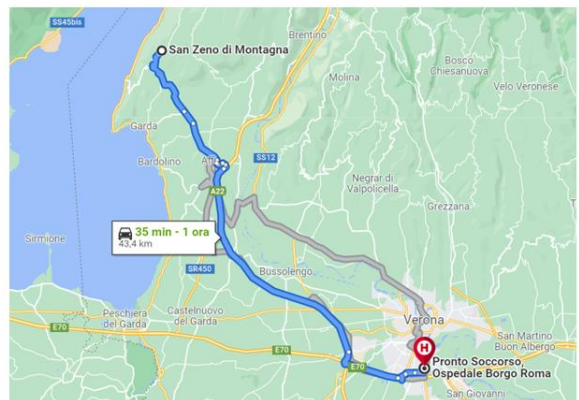 SS45bis
San Zeno di Montagna
Brentino
Bosco
Chiesanuova
Molina
Velo Veronese
Garda
Bardolino
Aff
SS12
A22
Negrar di
Valpolicella
Grezzana
35 min - 1 ora
43,4 km
Sirmione
SR450
Bussolengo
Peschiera
del Garda
Castelnuovo
del Garda
Verona
E70
San Martino
Buon Albergo
E70
E70
H
Pronto Soccorso,
Ospedale Borgo Roma
San Giovanni